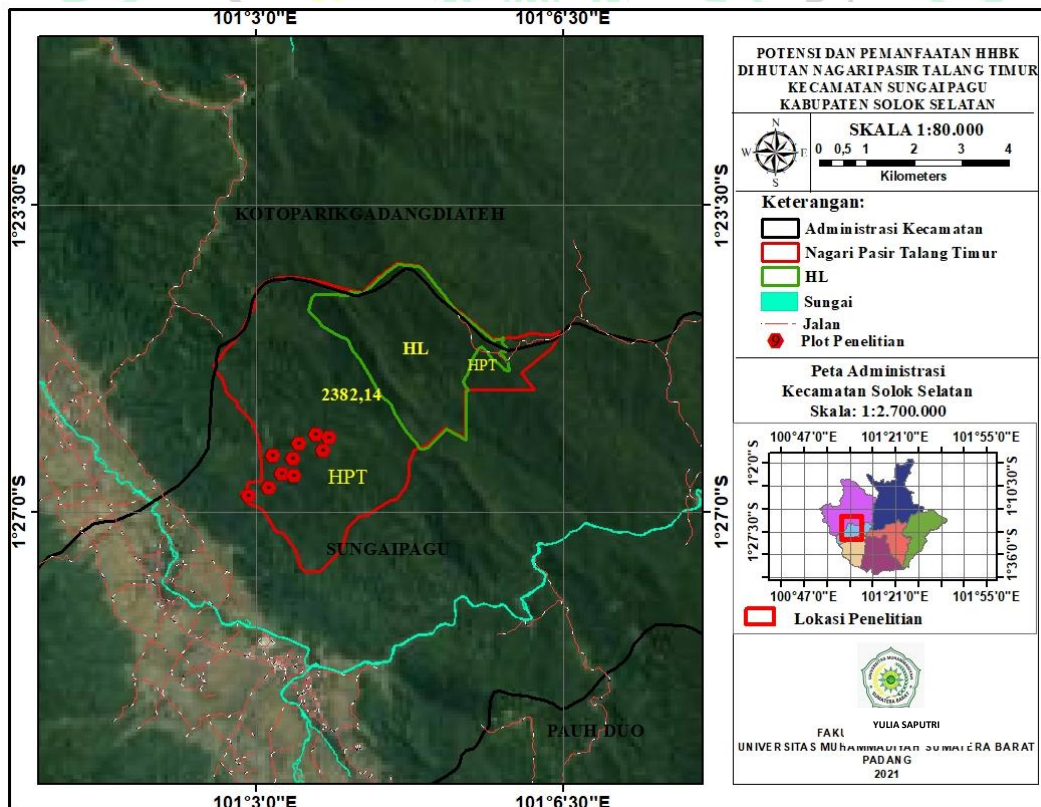 101°3'0"E
101°6'30"E
1°23'30"S
1°23'30"S
KOTOPARIKGADANGDIATEH
HL
HPT
2382,14
HPT
1°27'0"S
1°27'0"S
SUNGAIPAGU
PAUH DUO
101°3'0"E
101°6'30"E
POTENSI DAN PEMANFAATAN HHBK
DI HUTAN NAGARI PASIR TALANG TIMUR
KECAMATAN SUNGAI PAGU
KABUPATEN SOLOK SELATAN
N
W E
S
SKALA 1:80.000
0 0,5 1 2 3 4
Kilometers
Keterangan:
Administrasi Kecamatan
Nagari Pasir Talang Timur
HL
Sungai
Jalan
9 Plot Penelitian
Peta Administrasi
Kecamatan Solok Selatan
Skala: 1:2.700.000
100°47'0"E 101°21'0"E 101°55'0"E
1°2'0"S
1°10'30"S
1°27'30"S
1°36'0"S
100°47'0"E 101°21'0"E 101°55'0"E
Lokasi Penelitian
YULIA SAPUTRI
UNIVERSITAS MUHAMMADIYAH SUMATERA BARAT
PADANG
2021